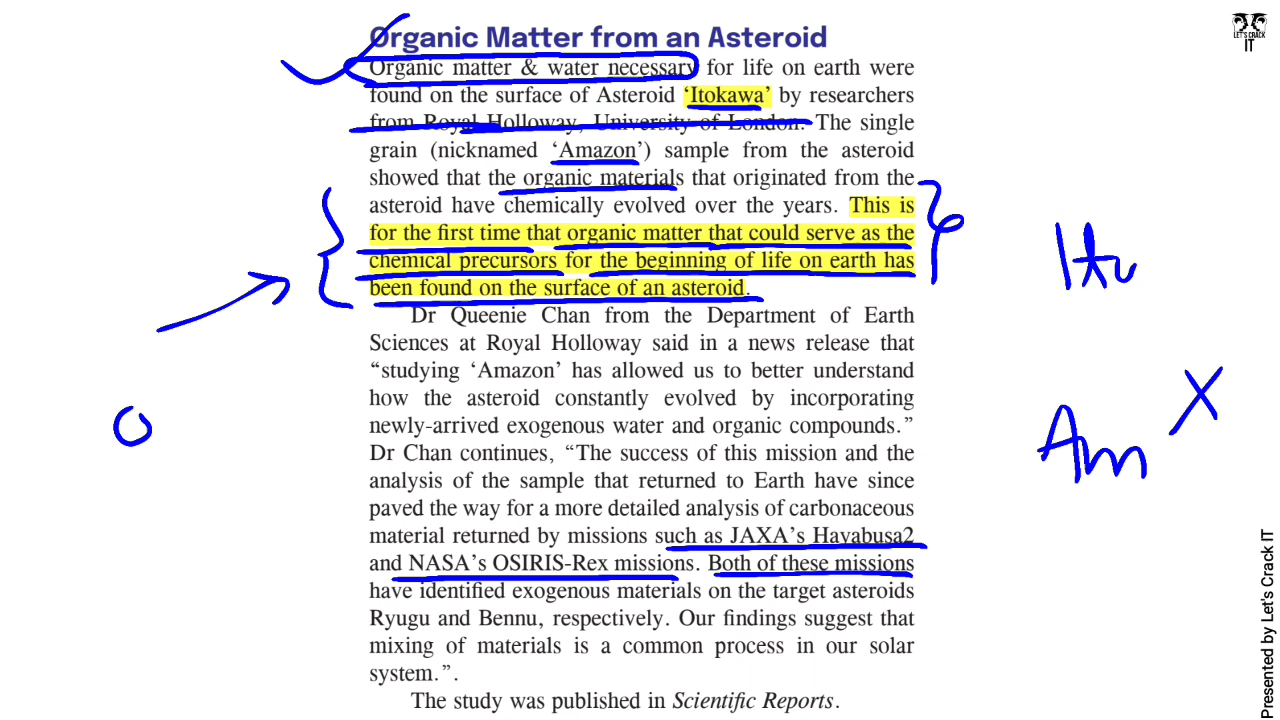 Organic Matter from an Asteroid
Organic matter & water necessary for life on earth were
found on the surface of Asteroid ‘Itokawa’ by researchers
from Royal Holloway, University of London. The single
grain (nicknamed ‘Amazon’) sample from the asteroid
showed that the organic materials that originated from the
asteroid have chemically evolved over the years. This is
for the first time that organic matter that could serve as the
chemical precursors for the beginning of life on earth has
been found on the surface of an asteroid.
Dr Queenie Chan from the Department of Earth
Sciences at Royal Holloway said in a news release that
“studying ‘Amazon’ has allowed us to better understand
how the asteroid constantly evolved by incorporating
newly-arrived exogenous water and organic compounds.”
Dr Chan continues, “The success of this mission and the
analysis of the sample that returned to Earth have since
paved the way for a more detailed analysis of carbonaceous
material returned by missions such as JAXA’s Hayabusa2
and NASA’s OSIRIS-Rex missions. Both of these missions
have identified exogenous materials on the target asteroids
Ryugu and Bennu, respectively. Our findings suggest that
mixing of materials is a common process in our solar
system.”.
The study was published in Scientific Reports.
Am
X
O
LET'S CRACK
IT
Presented by Let's Crack It